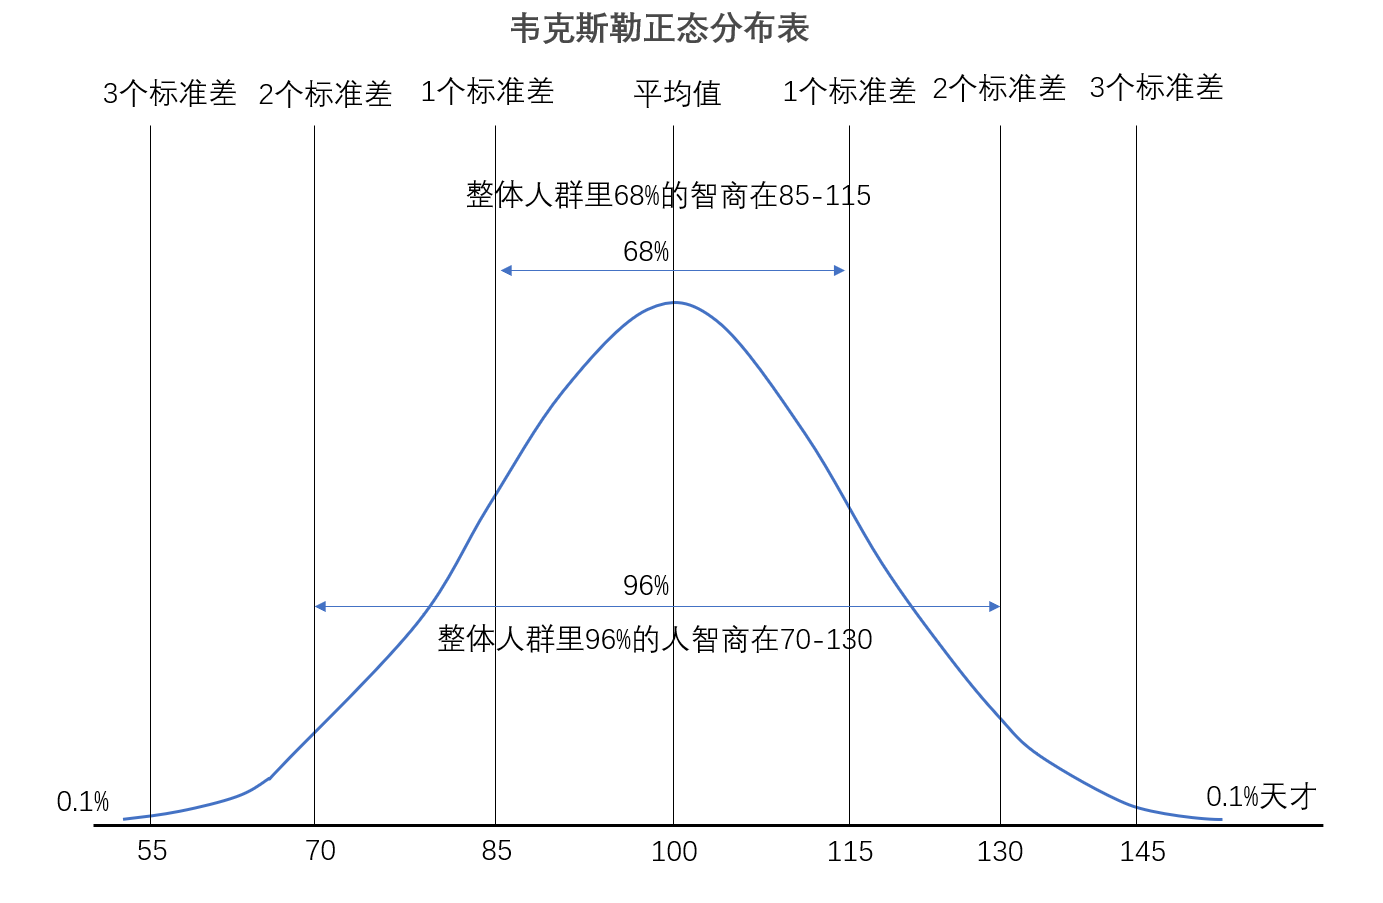 韦克斯勒正态分布表
3个标准差 2个标准差 1个标准差 平均值 1个标准差 2个标准差 3个标准差
整体人群里68%的智商在85-115
68%
96%
整体人群里96%的人智商在70-130
0.1%
0.1%天才
55 70 85 100 115 130 145